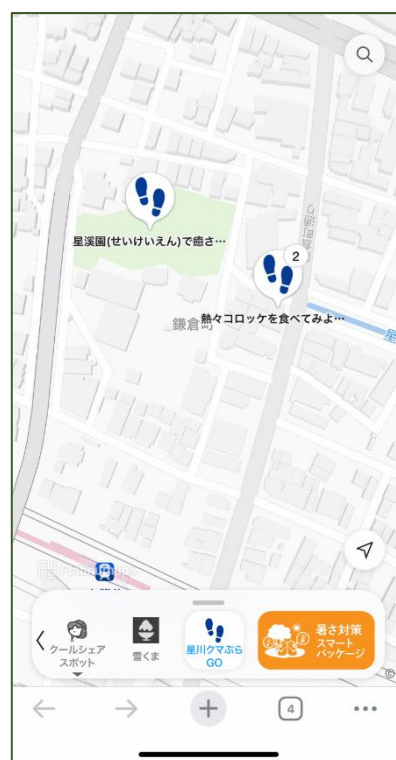 星溪園(せいけいえん)で癒さ…
2
熱々コロッケを食べてみよ…
鎌倉町
星
クールシェア
スポット
雪くま
星川クマぶら
GO
暑さ対策
スマート
パッケージ
©
4